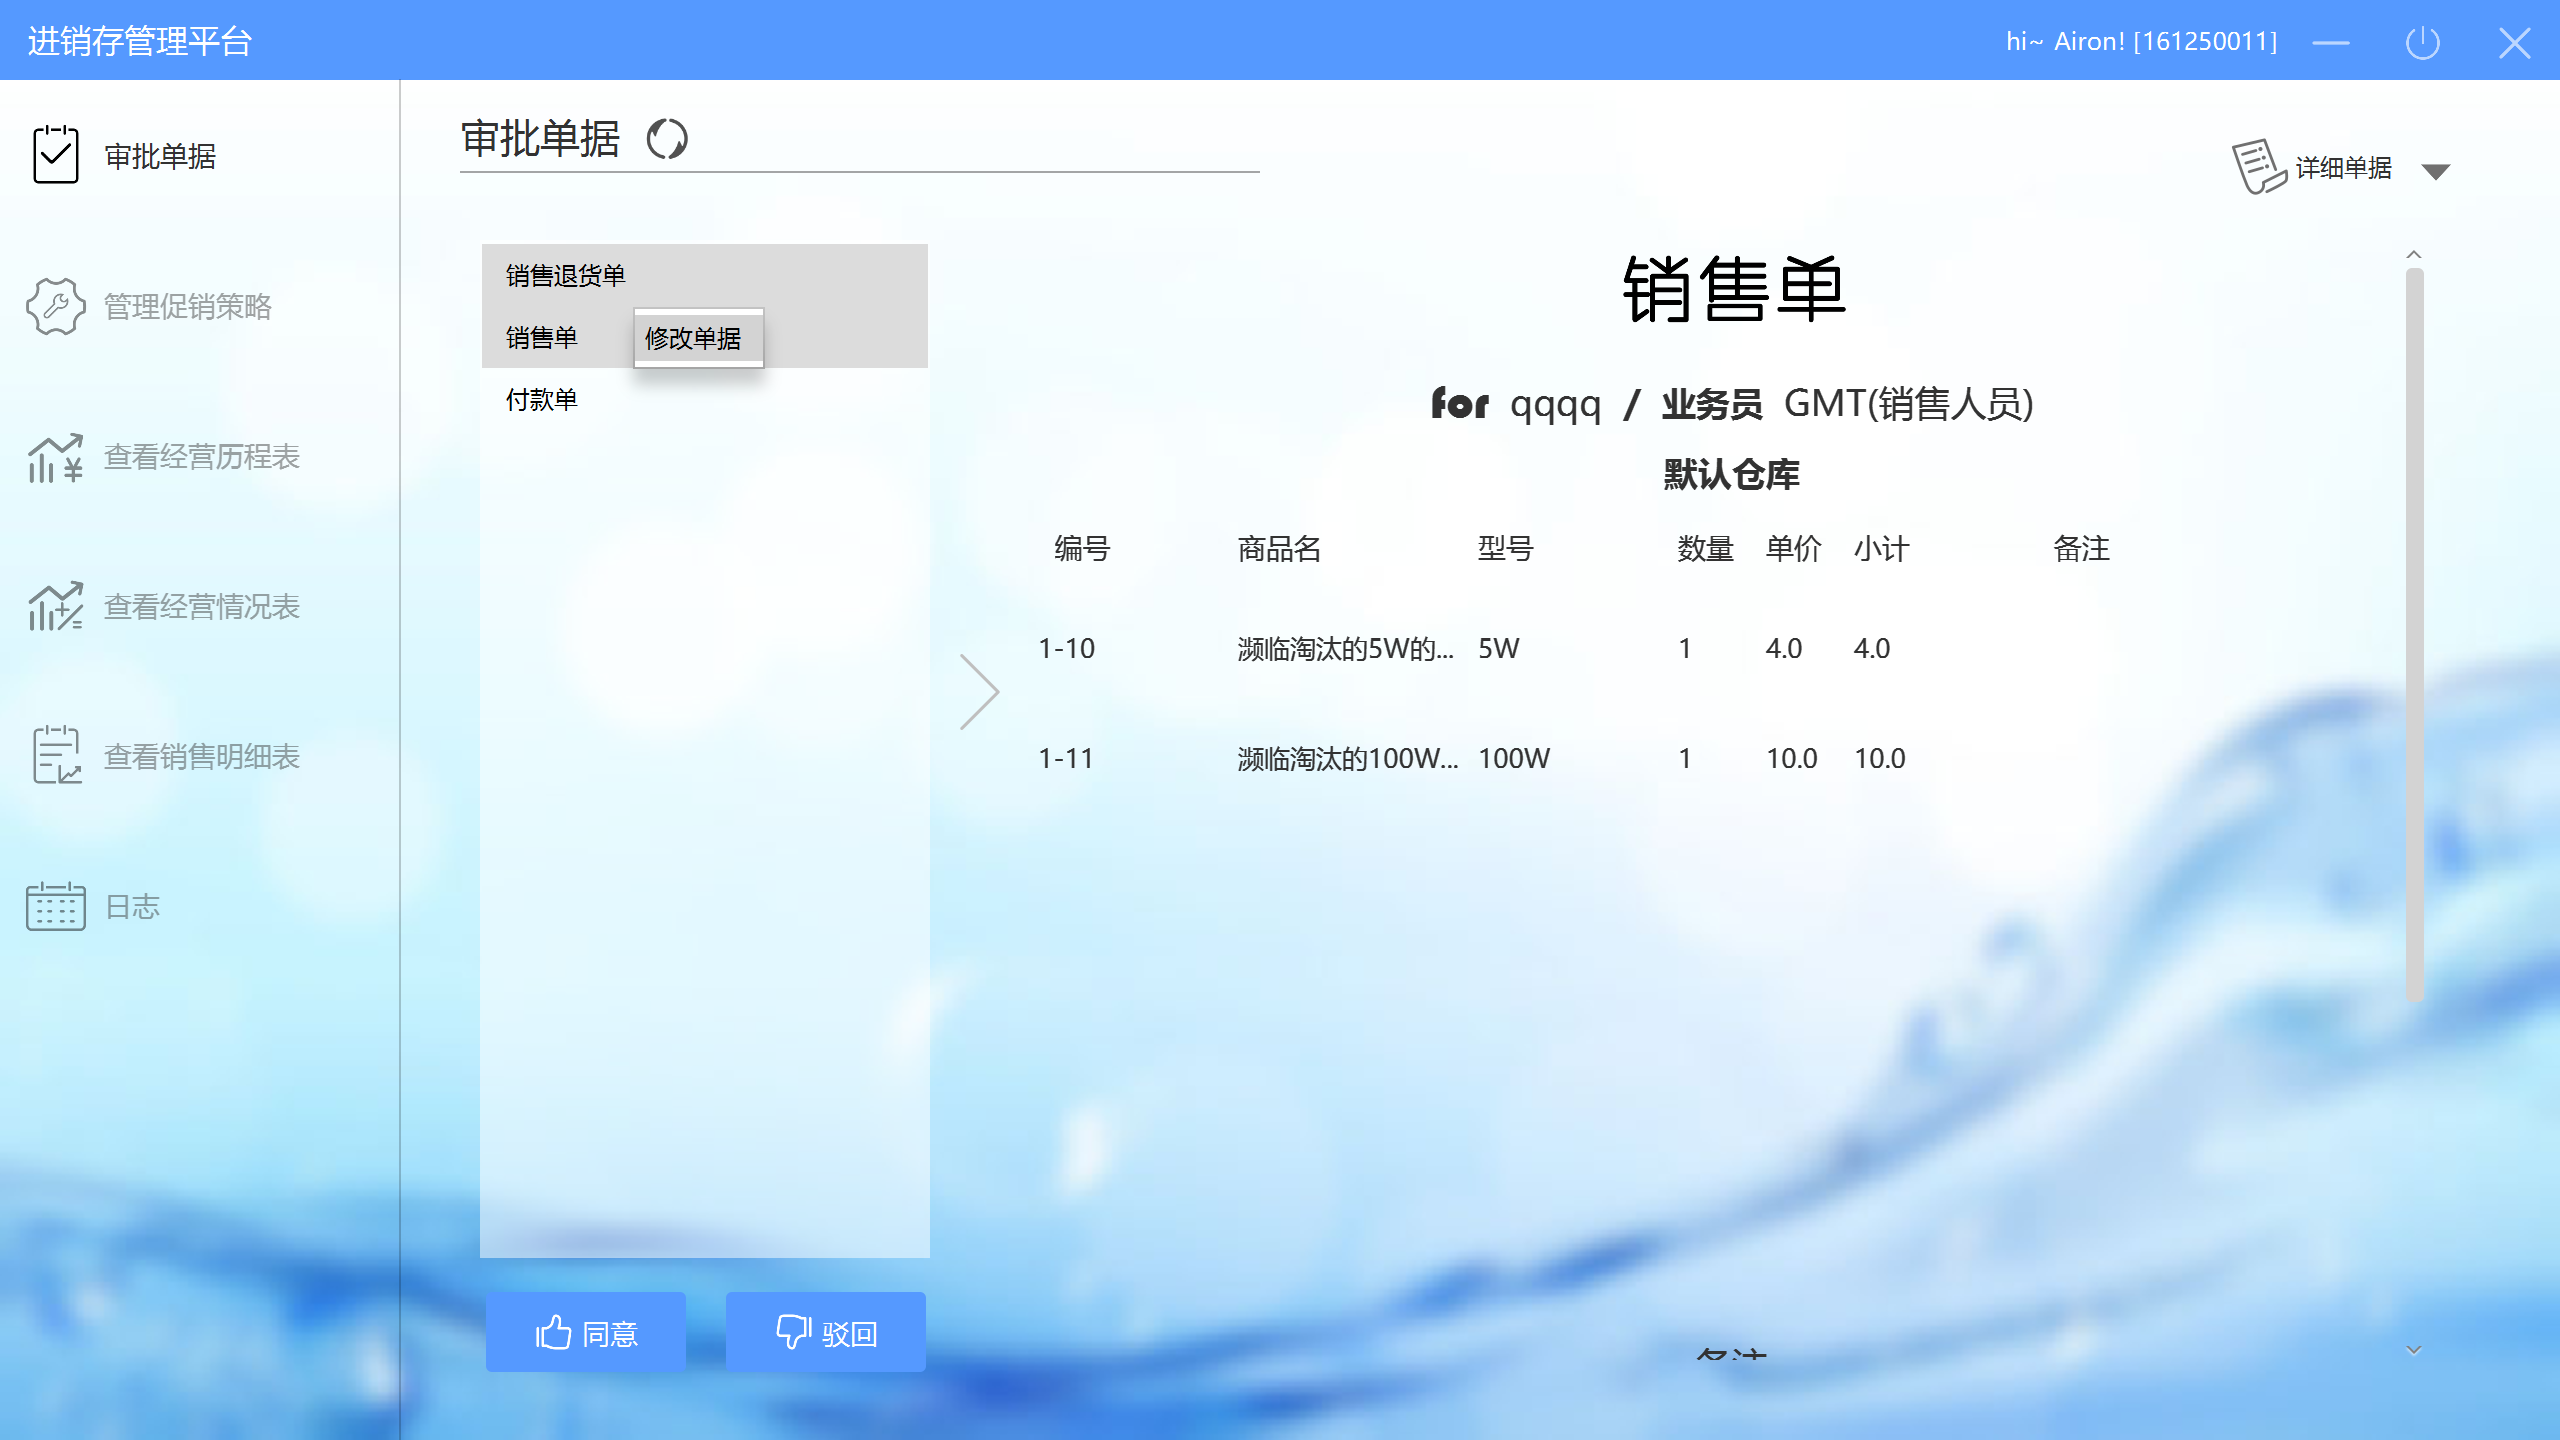 进销存管理平台
hi~ Airon! [161250011]
审批单据
管理促销策略
查看经营历程表
查看经营情况表
查看销售明细表
日志
审批单据
详细单据
销售退货单
销售单
修改单据
付款单
同意
驳回
销售单
for qqqq / 业务员 GMT(销售人员)
默认仓库
编号 商品名 型号 数量 单价 小计 备注
1-10 濒临淘汰的5W的... 5W 1 4.0 4.0
1-11 濒临淘汰的100W... 100W 1 10.0 10.0
备注